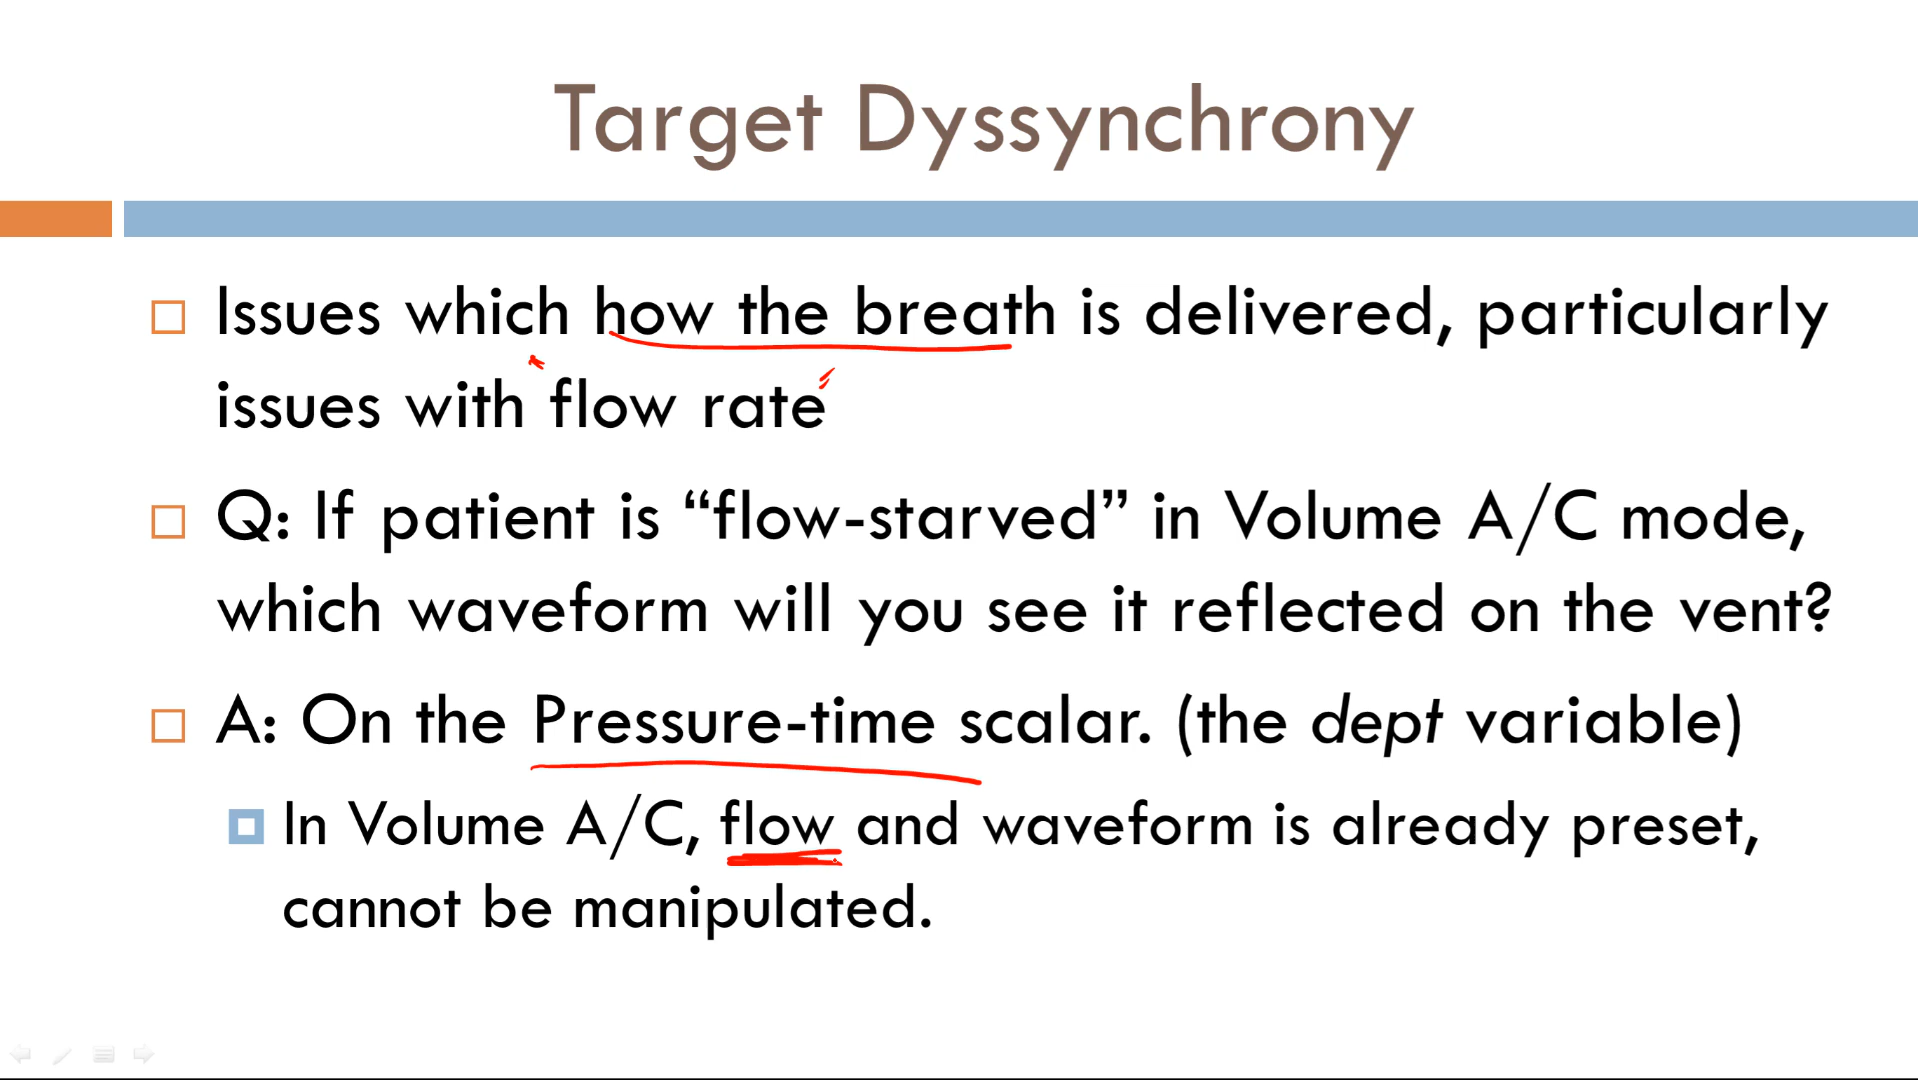 Target Dyssynchrony
Issues which how the breath is delivered, particularly
issues with flow rate
Q: If patient is “flow-starved” in Volume A/C mode,
which waveform will you see it reflected on the vent?
A: On the Pressure-time scalar. (the dept variable)
In Volume A/C, flow and waveform is already preset,
cannot be manipulated.